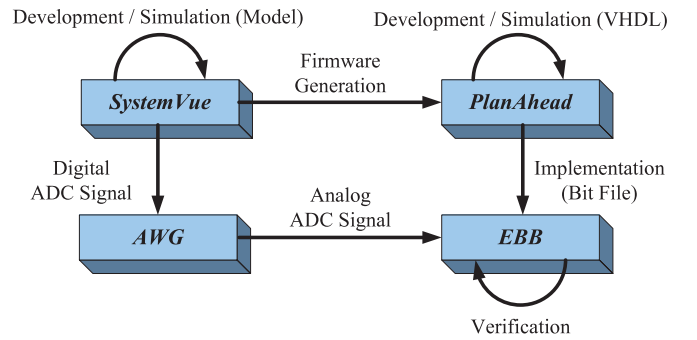 Development / Simulation (Model)
Development / Simulation (VHDL)
Firmware
Generation
SystemVue
PlanAhead
Digital
ADC Signal
Implementation
(Bit File)
Analog
ADC Signal
AWG
EBB
Verification